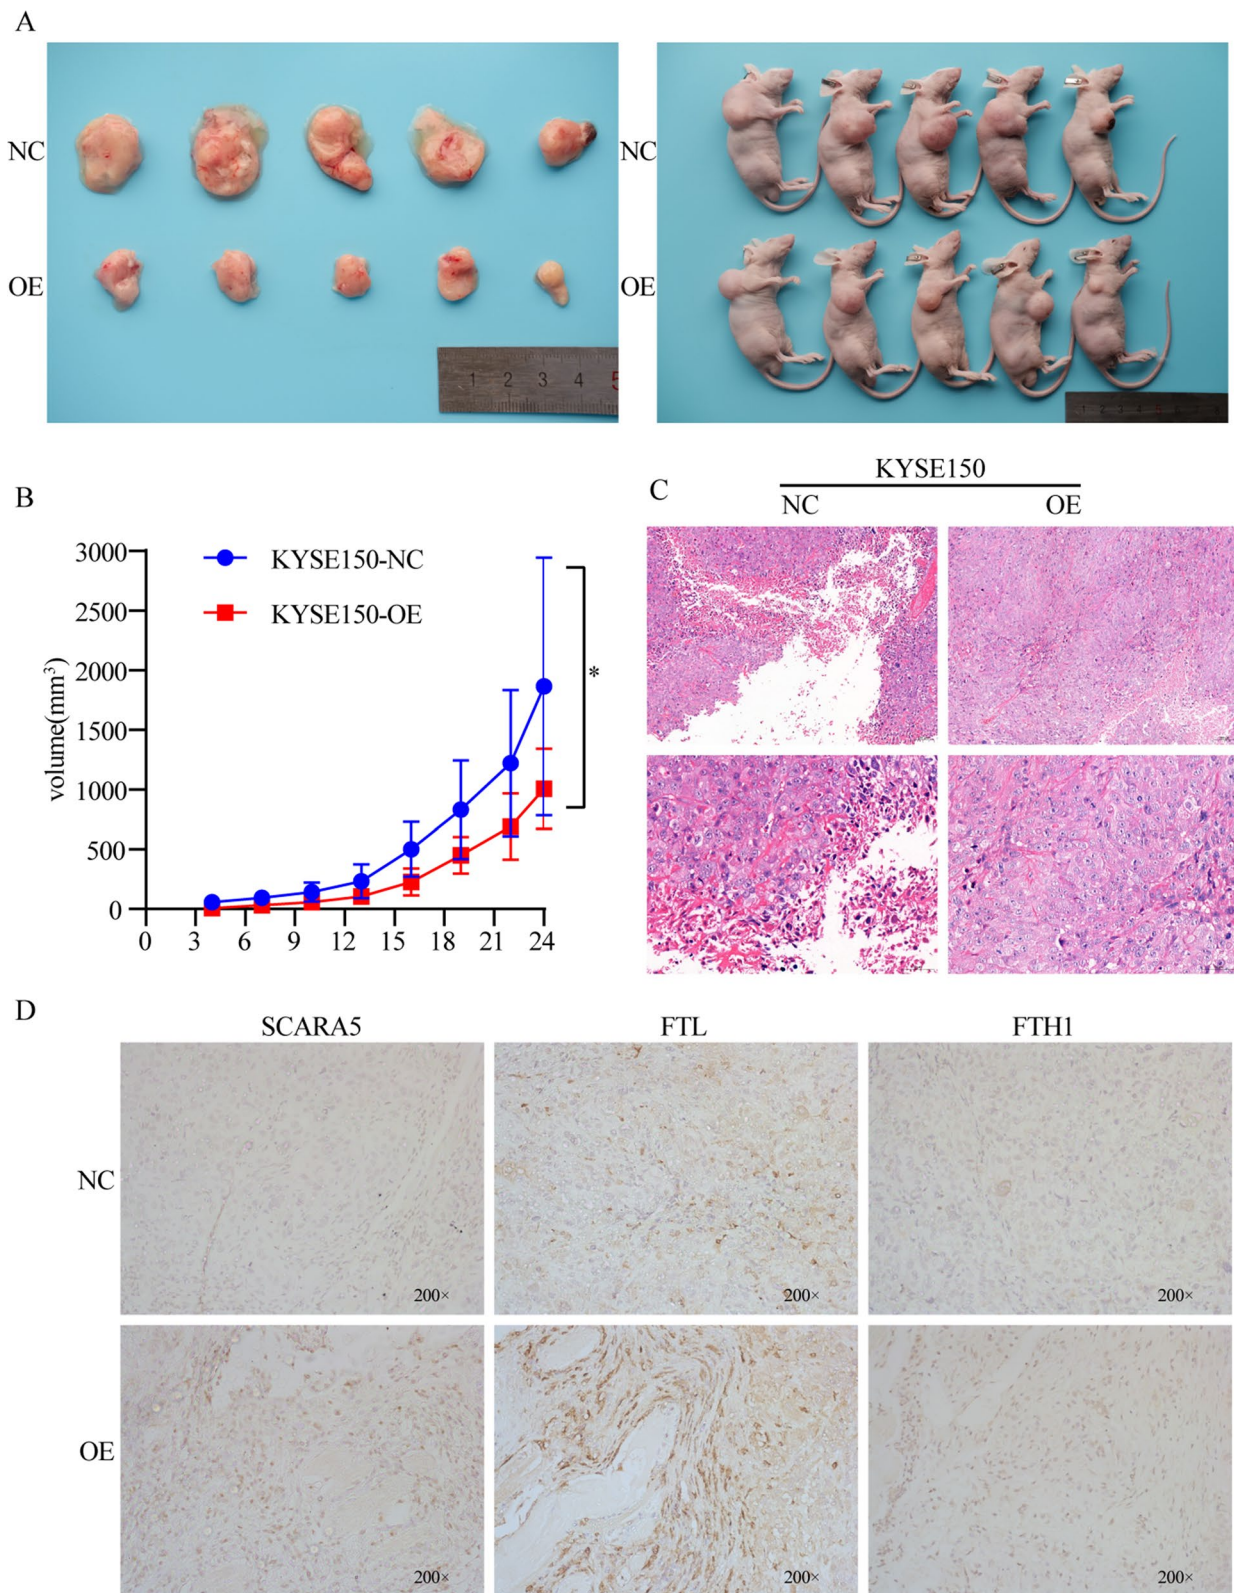 A
NC
OE
1 2 3 4 5
NC
OE
B
KYSE150-NC
KYSE150-OE
*
volume(mm³)
3000
2500
2000
1500
1000
500
0
0 3 6 9 12 15 18 21 24
C
KYSE150
NC OE
D
SCARA5 FTL FTH1
NC
200× 200× 200×
OE
200× 200× 200×